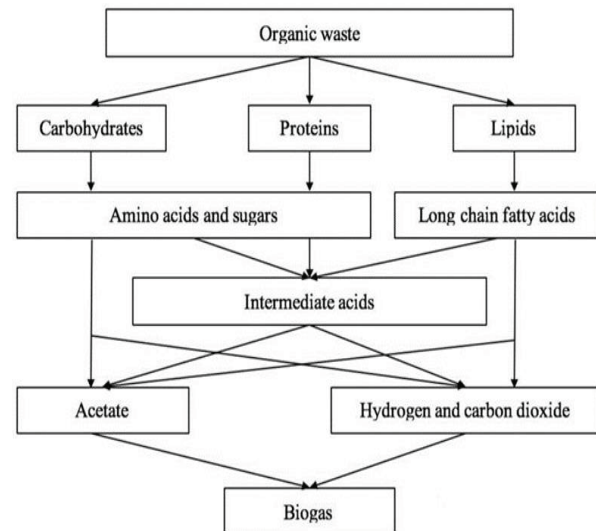 Organic waste
Carbohydrates
Proteins
Lipids
Amino acids and sugars
Long chain fatty acids
Intermediate acids
Acetate
Hydrogen and carbon dioxide
Biogas